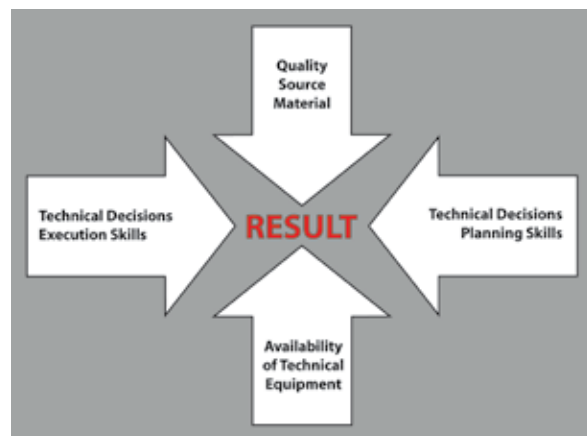 Quality
Source
Material
Technical Decisions
Execution Skills
RESULT
Technical Decisions
Planning Skills
Availability
of Technical
Equipment